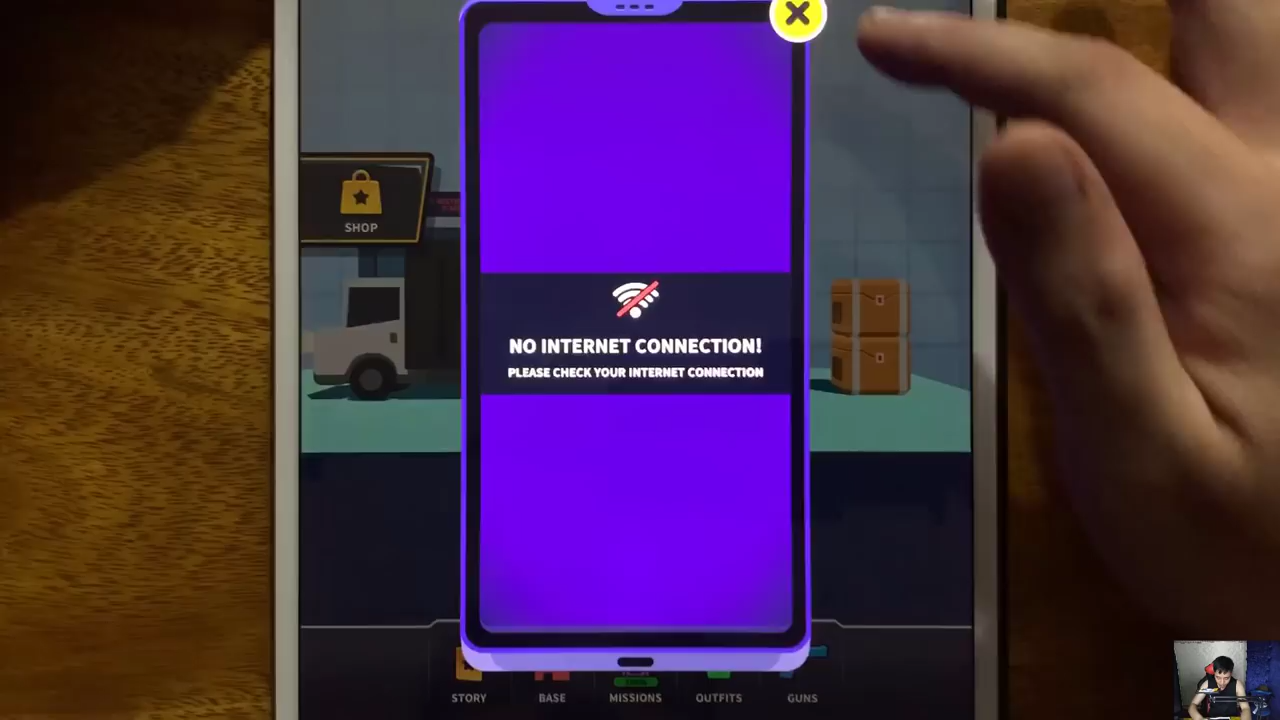 SHOP
NO INTERNET CONNECTION!
PLEASE CHECK YOUR INTERNET CONNECTION
STORY
BASE
MISSIONS
OUTFITS
GUNS